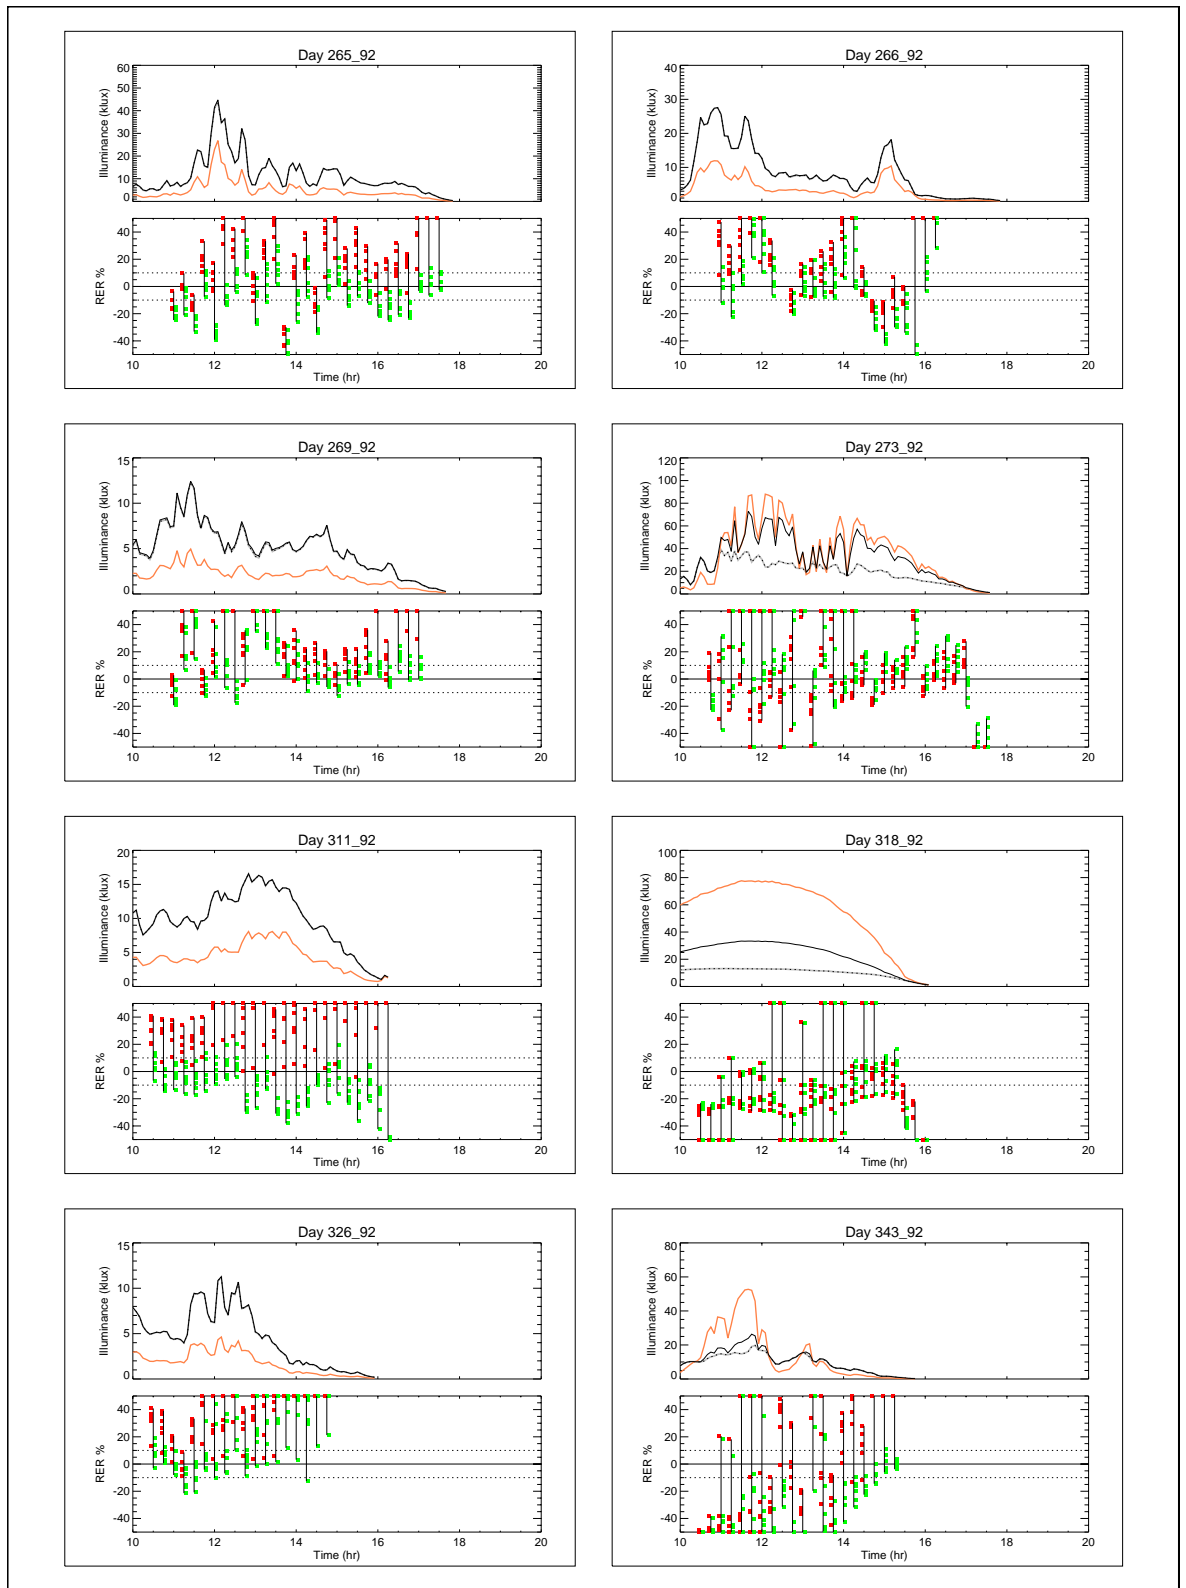 Day 265_92
60
50
40
30
20
10
0
Illuminance (klux)
40
20
0
-20
-40
RER %
10 12 14 16 18 20
Time (hr)
Day 266_92
40
30
20
10
0
Illuminance (klux)
40
20
0
-20
-40
RER %
10 12 14 16 18 20
Time (hr)
Day 269_92
15
10
5
0
Illuminance (klux)
40
20
0
-20
-40
RER %
10 12 14 16 18 20
Time (hr)
Day 273_92
120
100
80
60
40
20
0
Illuminance (klux)
40
20
0
-20
-40
RER %
10 12 14 16 18 20
Time (hr)
Day 311_92
20
15
10
5
0
Illuminance (klux)
40
20
0
-20
-40
RER %
10 12 14 16 18 20
Time (hr)
Day 318_92
100
80
60
40
20
0
Illuminance (klux)
40
20
0
-20
-40
RER %
10 12 14 16 18 20
Time (hr)
Day 326_92
15
10
5
0
Illuminance (klux)
40
20
0
-20
-40
RER %
10 12 14 16 18 20
Time (hr)
Day 343_92
80
60
40
20
0
Illuminance (klux)
40
20
0
-20
-40
RER %
10 12 14 16 18 20
Time (hr)